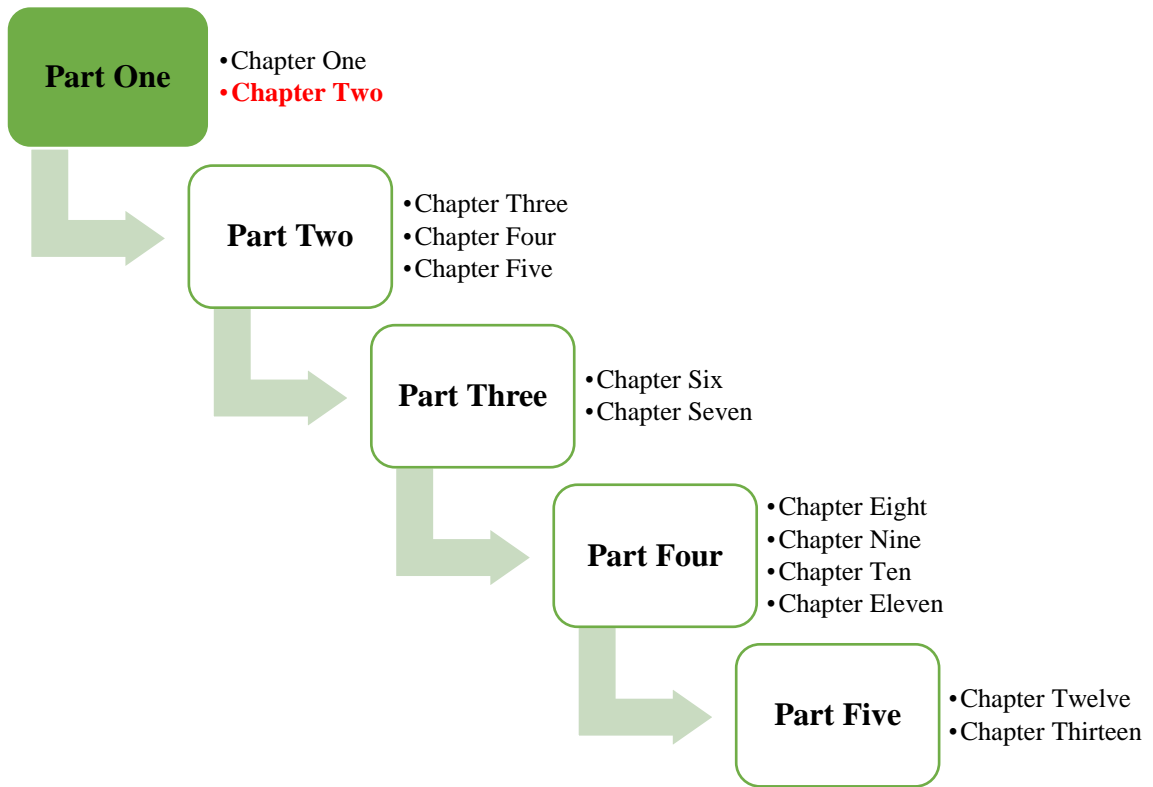 Part One
•Chapter One
•Chapter Two
Part Two
•Chapter Three
•Chapter Four
•Chapter Five
Part Three
•Chapter Six
•Chapter Seven
Part Four
•Chapter Eight
•Chapter Nine
•Chapter Ten
•Chapter Eleven
Part Five
•Chapter Twelve
•Chapter Thirteen